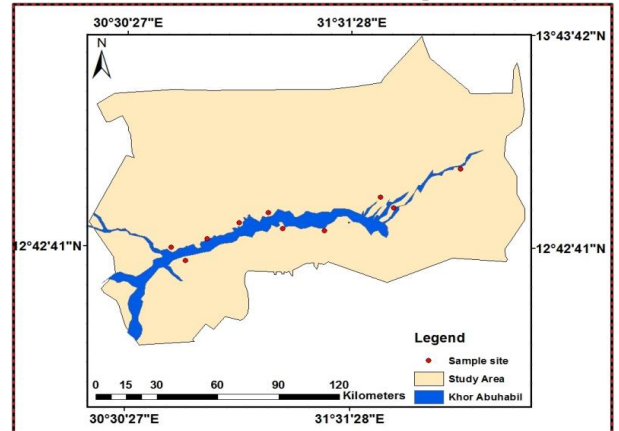 30°30'27"E 31°31'28"E
13°43'42"N
N
12°42'41"N 12°42'41"N
Legend
Sample site
Study Area
Khor Abuhabil
0 15 30 60 90 120
Kilometers
30°30'27"E 31°31'28"E